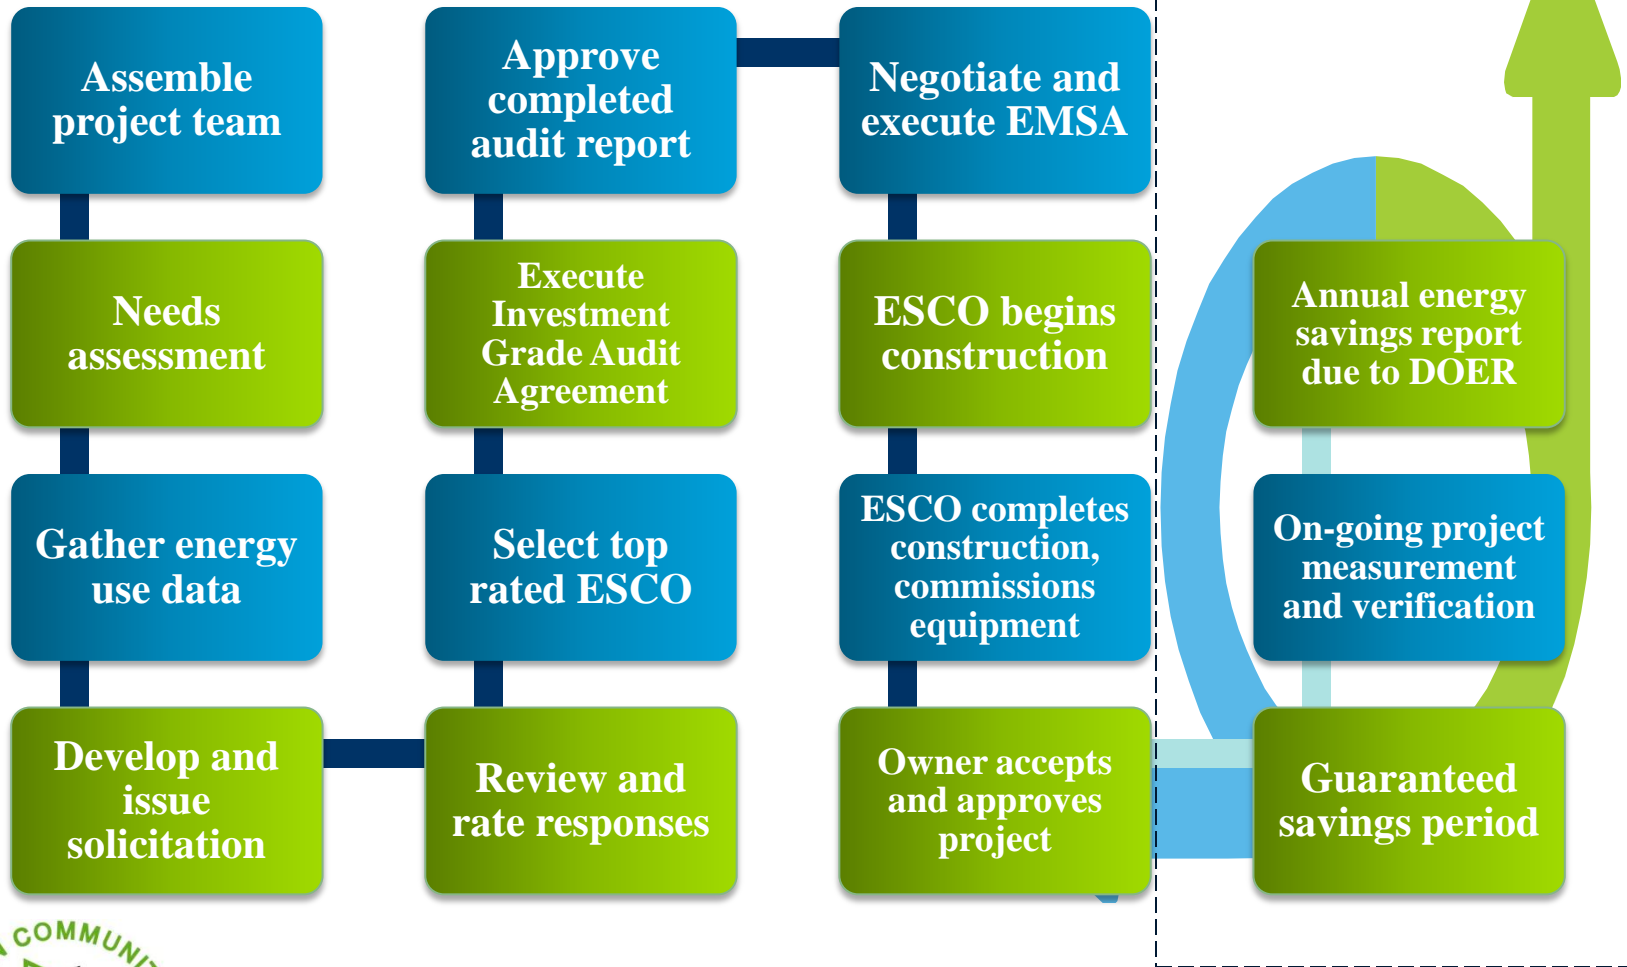 Assemble
project team
Needs
assessment
Gather energy
use data
Develop and
issue
solicitation
Review and
rate responses
Select top
rated ESCO
Execute
Investment
Grade Audit
Agreement
Approve
completed
audit report
Negotiate and
execute EMSA
ESCO begins
construction
ESCO completes
construction,
commissions
equipment
Owner accepts
and approves
project
Guaranteed
savings period
On-going project
measurement
and verification
Annual energy
savings report
due to DOER